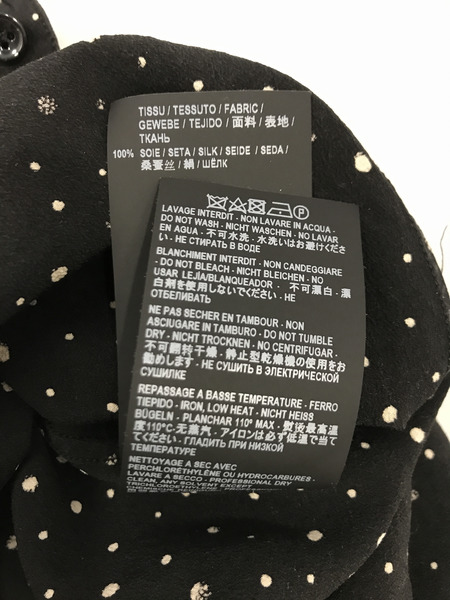 TISSU / TESSUTO / FABRIC /
GEWEBE / TEJIDO / 面料 / 表地 /
ТКАНЬ
100% SOIE / SETA / SILK / SEIDE / SEDA /
桑蚕丝 / 絹 / ШЁЛК
P
LAVAGE INTERDIT - NON LAVARE IN ACQUA -
DO NOT WASH - NICHT WASCHEN - NO LAVAR
EN AGUA - 不可水洗 - 水洗いはお避けくださ
い - НЕ СТИРАТЬ В ВОДЕ
BLANCHIMENT INTERDIT - NON CANDEGGIARE
- DO NOT BLEACH - NICHT BLEICHEN - NO
USAR LEJÍA/BLANQUEADOR - 不可漂白 - 漂
白剤を使用しないでください - НЕ
ОТБЕЛИВАТЬ
NE PAS SECHER EN TAMBOUR - NON
ASCIUGARE IN TAMBURO - DO NOT TUMBLE
DRY - NICHT TROCKNEN - NO CENTRIFUGAR -
不可翻转干燥 - 静止型乾燥機の使用をお
勧めします - НЕ СУШИТЬ В ЭЛЕКТРИЧЕСКОЙ
СУШИЛКЕ
REPASSAGE A BASSE TEMPERATURE - FERRO
TIEPIDO - IRON, LOW HEAT - NICHT HEISS
BÜGELN - PLANCHAR 110° MAX - 熨烫最高温
度110°C-无蒸汽 - アイロンは必ず低温で当て
てください - ГЛАДИТЬ ПРИ НИЗКОЙ
ТЕМПЕРАТУРЕ
NETTOYAGE A SEC AVEC
PERCHLORÉTHYLÈNE OU HYDROCARBURES -
LAVARE A SECCO - PROFESSIONAL DRY
CLEAN, ANY SOLVENT EXCEPT
TRICHLOROETHYLENE